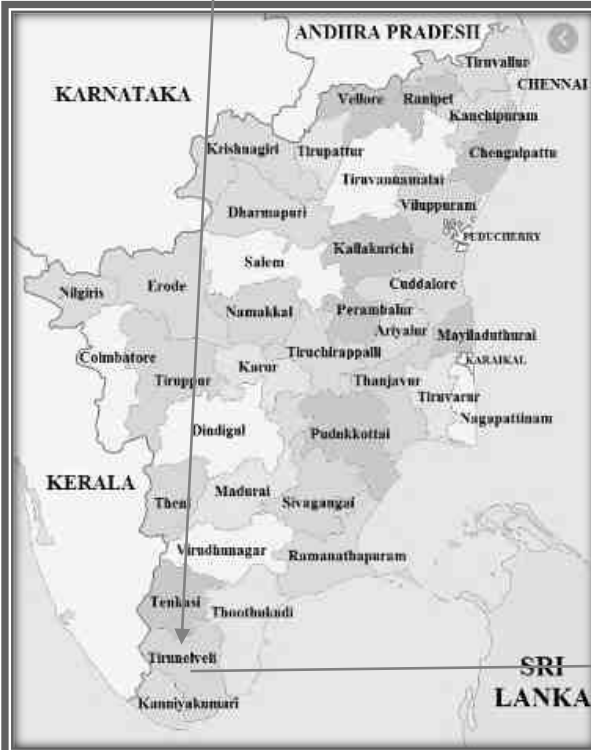 ANDHRA PRADESH
Tiruvallur
CHENNAI
KARNATAKA
Vellore
Ranipet
Kanchipuram
Krishnagiri
Tirupattur
Chengalpattu
Tiruvannamalai
Viluppuram
Dharmapuri
PUDUCHERRY
Kallakurichi
Salem
Cuddalore
Nilgiris
Erode
Namakkal
Perambalur
Ariyalur
Mayiladuthurai
Coimbatore
Tiruchirappalli
KARAIKAL
Karur
Tiruppur
Thanjavur
Tiruvarur
Nagapattinam
Dindigul
Pudukkottai
KERALA
Theni
Madurai
Sivagangai
Virudhunagar
Ramanathapuram
Tenkasi
Thoothukudi
Tirunelveli
SRI
LANKA
Kanniyakumari